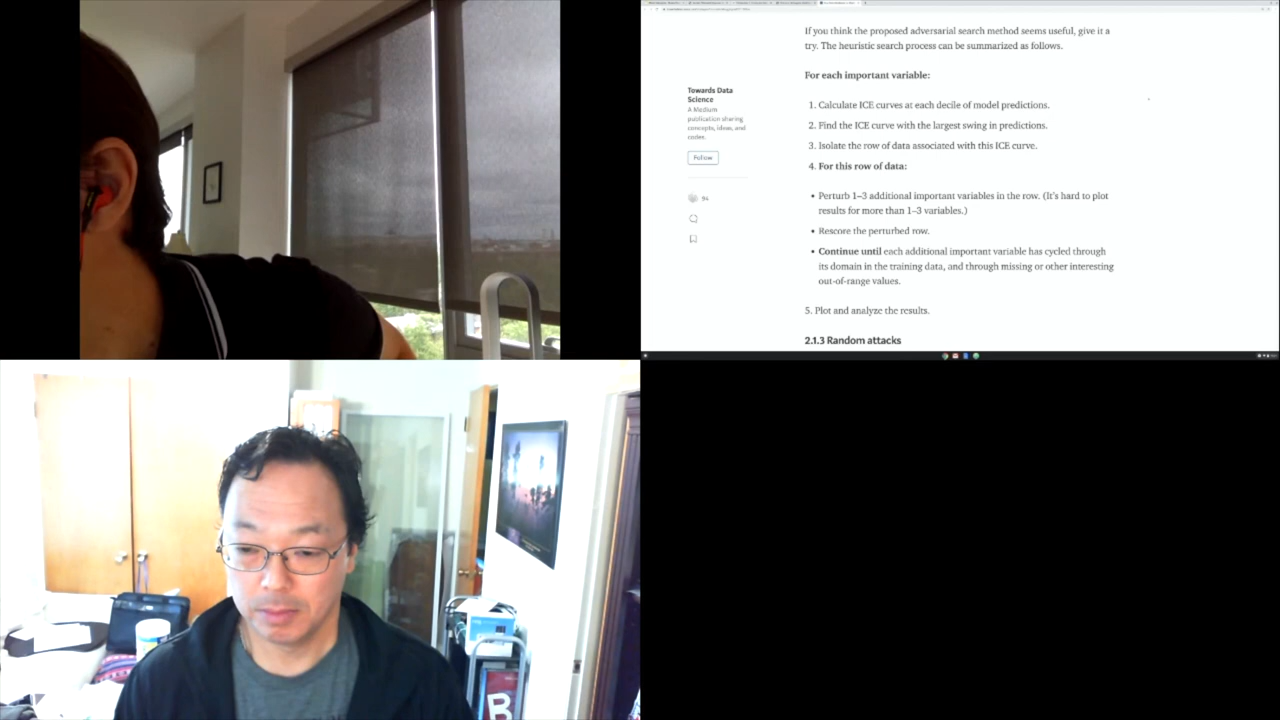 If you think the proposed adversarial search method seems useful, give it a
try. The heuristic search process can be summarized as follows.
For each important variable:
Towards Data
Science
A Medium
publication sharing
concepts, ideas, and
codes.
Follow
94
1. Calculate ICE curves at each decile of model predictions.
2. Find the ICE curve with the largest swing in predictions.
3. Isolate the row of data associated with this ICE curve.
4. For this row of data:
• Perturb 1–3 additional important variables in the row. (It's hard to plot
results for more than 1–3 variables.)
• Rescore the perturbed row.
• Continue until each additional important variable has cycled through
its domain in the training data, and through missing or other interesting
out-of-range values.
5. Plot and analyze the results.
2.1.3 Random attacks
B